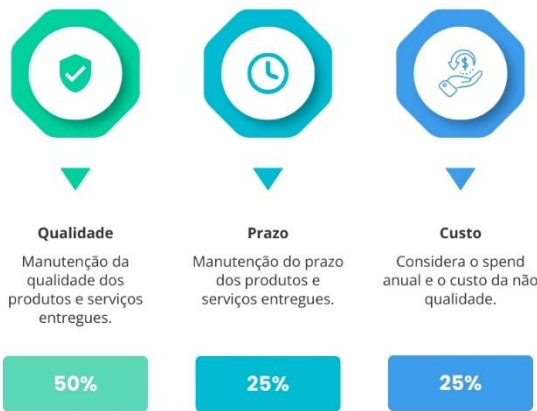 Qualidade
Manutenção da
qualidade dos
produtos e serviços
entregues.
50%
Prazo
Manutenção do prazo
dos produtos e
serviços entregues.
25%
Custo
Considera o spend
anual e o custo da não
qualidade.
25%